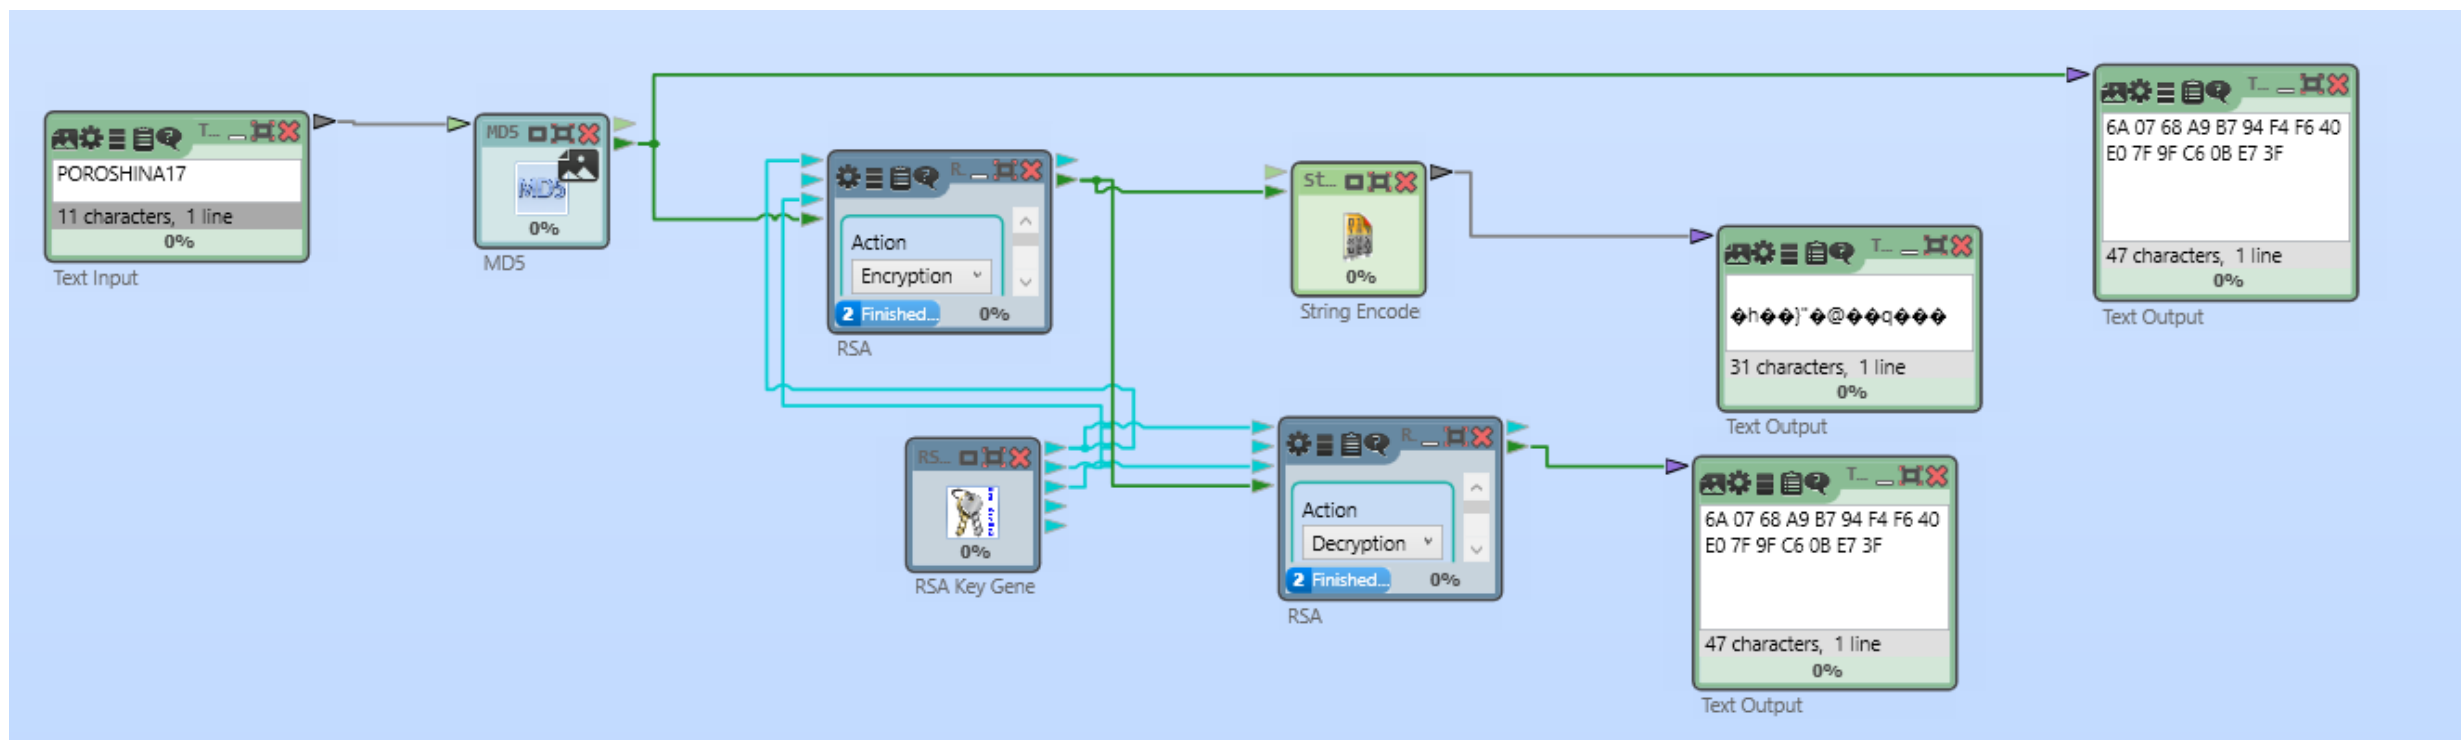 T...
POROSHINA17
11 characters, 1 line
0%
Text Input
MD5
MD5
0%
MD5
R...
Action
Encryption
2 Finished...
0%
RSA
RS...
0%
RSA Key Gene
St...
0%
String Encode
R...
Action
Decryption
2 Finished...
0%
RSA
T...
�h��}"�@��q���
31 characters, 1 line
0%
Text Output
T...
6A 07 68 A9 B7 94 F4 F6 40
E0 7F 9F C6 0B E7 3F
47 characters, 1 line
0%
Text Output
T...
6A 07 68 A9 B7 94 F4 F6 40
E0 7F 9F C6 0B E7 3F
47 characters, 1 line
0%
Text Output